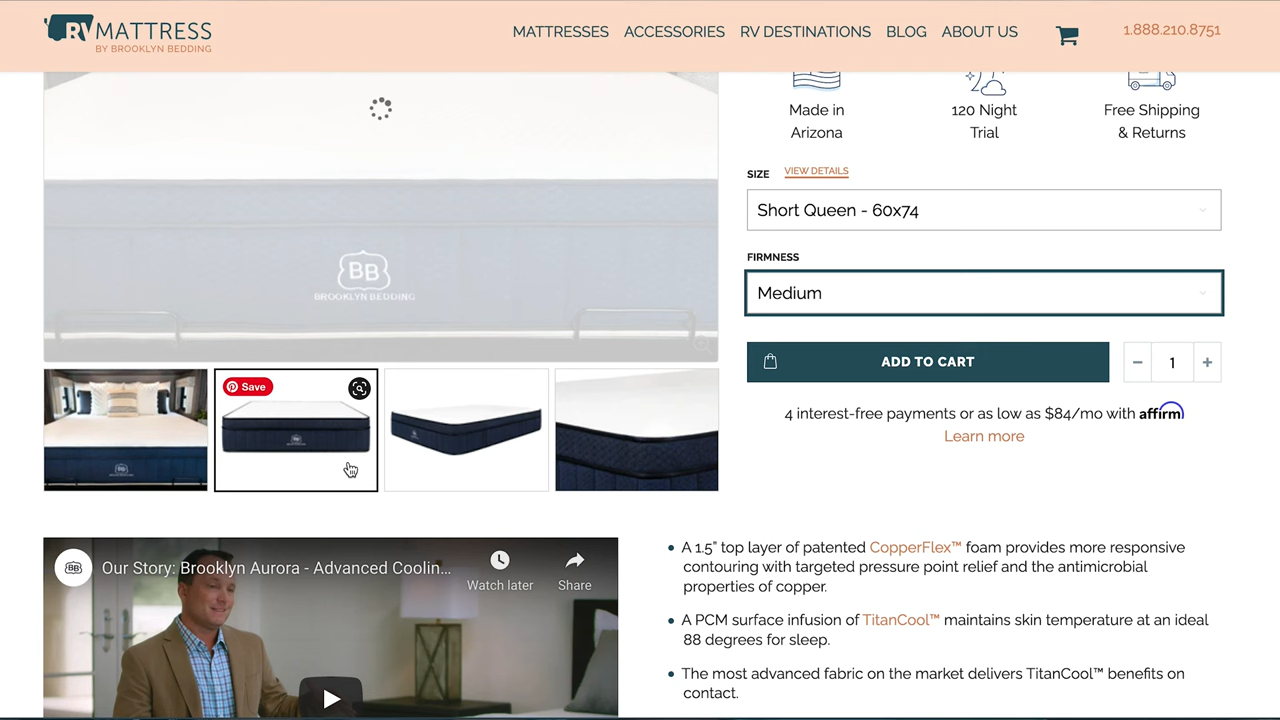 RVMATTRESS
BY BROOKLYN BEDDING
MATTRESSES ACCESSORIES RV DESTINATIONS BLOG ABOUT US
1.888.210.8751
Made in
Arizona
120 Night
Trial
Free Shipping
& Returns
SIZE VIEW DETAILS
Short Queen - 60x74
FIRMNESS
Medium
ADD TO CART
− 1 +
4 interest-free payments or as low as $84/mo with affirm
Learn more
BB
BROOKLYN BEDDING
Save
BB
Our Story: Brooklyn Aurora - Advanced Coolin...
Watch later
Share
• A 1.5” top layer of patented CopperFlex™ foam provides more responsive
contouring with targeted pressure point relief and the antimicrobial
properties of copper.
• A PCM surface infusion of TitanCool™ maintains skin temperature at an ideal
88 degrees for sleep.
• The most advanced fabric on the market delivers TitanCool™ benefits on
contact.